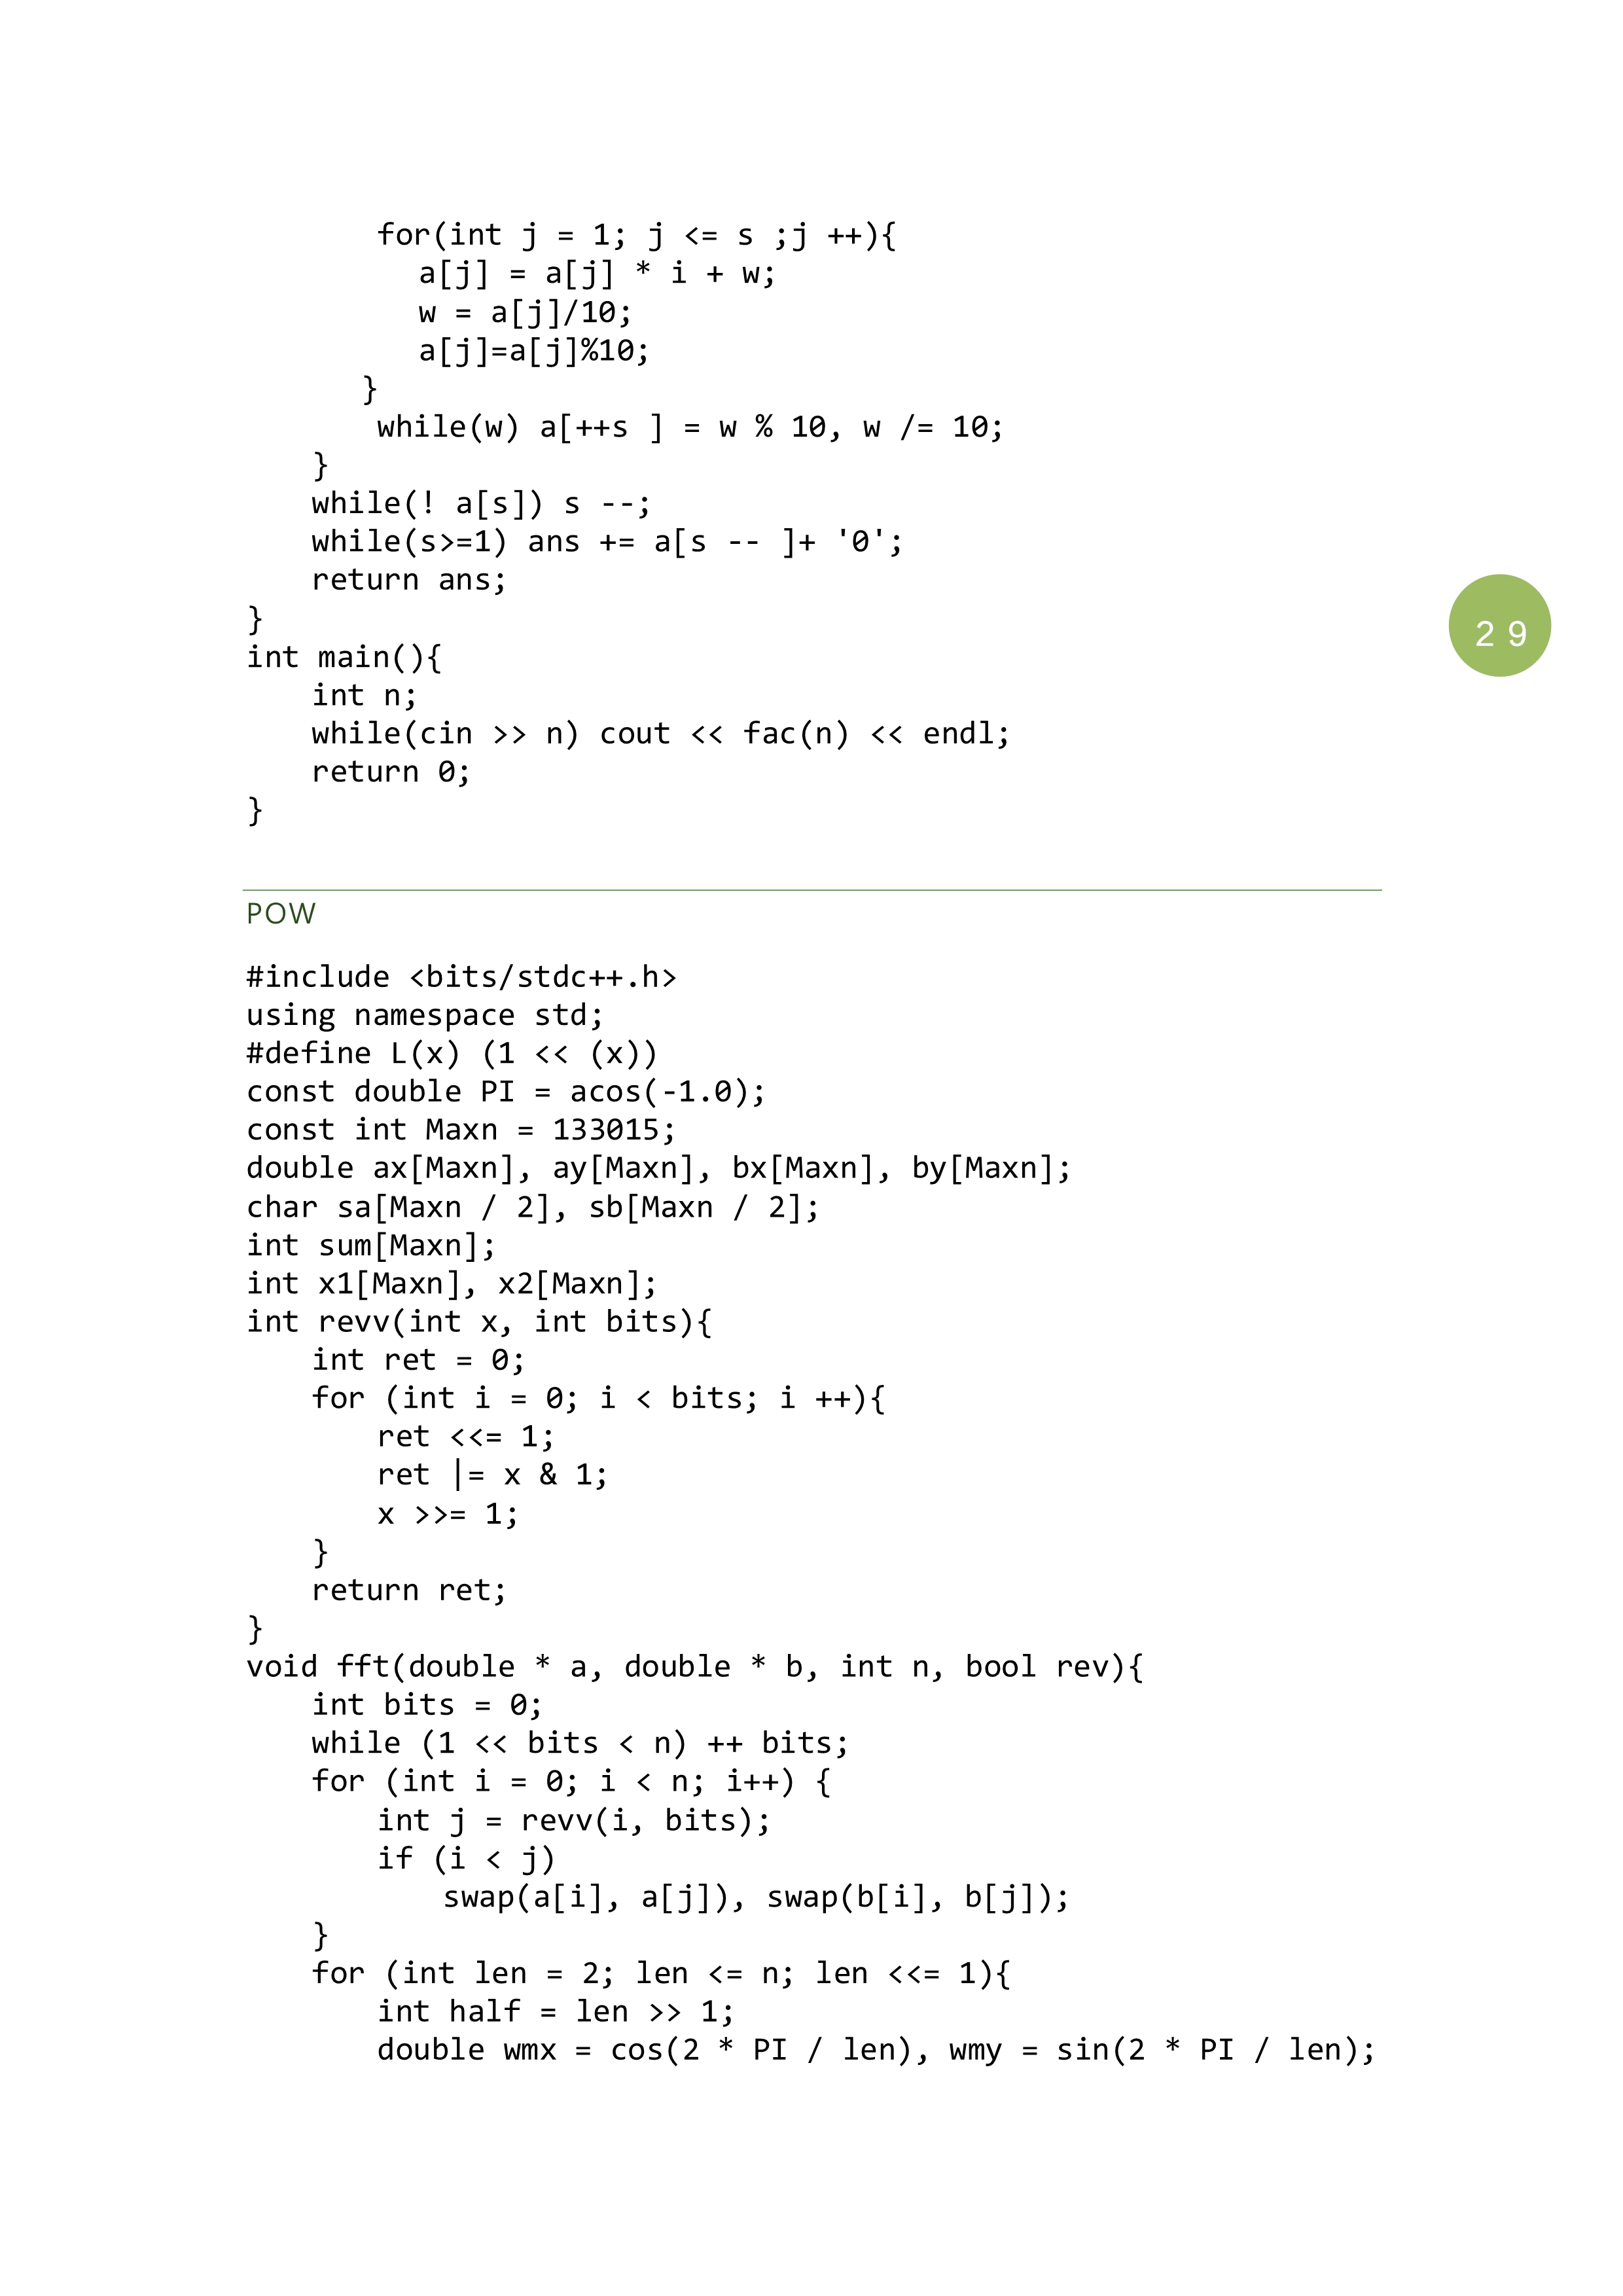 for(int j = 1; j <= s ;j ++){
a[j] = a[j] * i + w;
w = a[j]/10;
a[j]=a[j]%10;
}
while(w) a[++s ] = w % 10, w /= 10;
}
while(! a[s]) s --;
while(s>=1) ans += a[s -- ]+ '0';
return ans;
}
29
int main(){
int n;
while(cin >> n) cout << fac(n) << endl;
return 0;
}
POW
#include <bits/stdc++.h>
using namespace std;
#define L(x) (1 << (x))
const double PI = acos(-1.0);
const int Maxn = 133015;
double ax[Maxn], ay[Maxn], bx[Maxn], by[Maxn];
char sa[Maxn / 2], sb[Maxn / 2];
int sum[Maxn];
int x1[Maxn], x2[Maxn];
int revv(int x, int bits){
int ret = 0;
for (int i = 0; i < bits; i ++){
ret <<= 1;
ret |= x & 1;
x >>= 1;
}
return ret;
}
void fft(double * a, double * b, int n, bool rev){
int bits = 0;
while (1 << bits < n) ++ bits;
for (int i = 0; i < n; i++) {
int j = revv(i, bits);
if (i < j)
swap(a[i], a[j]), swap(b[i], b[j]);
}
for (int len = 2; len <= n; len <<= 1){
int half = len >> 1;
double wmx = cos(2 * PI / len), wmy = sin(2 * PI / len);